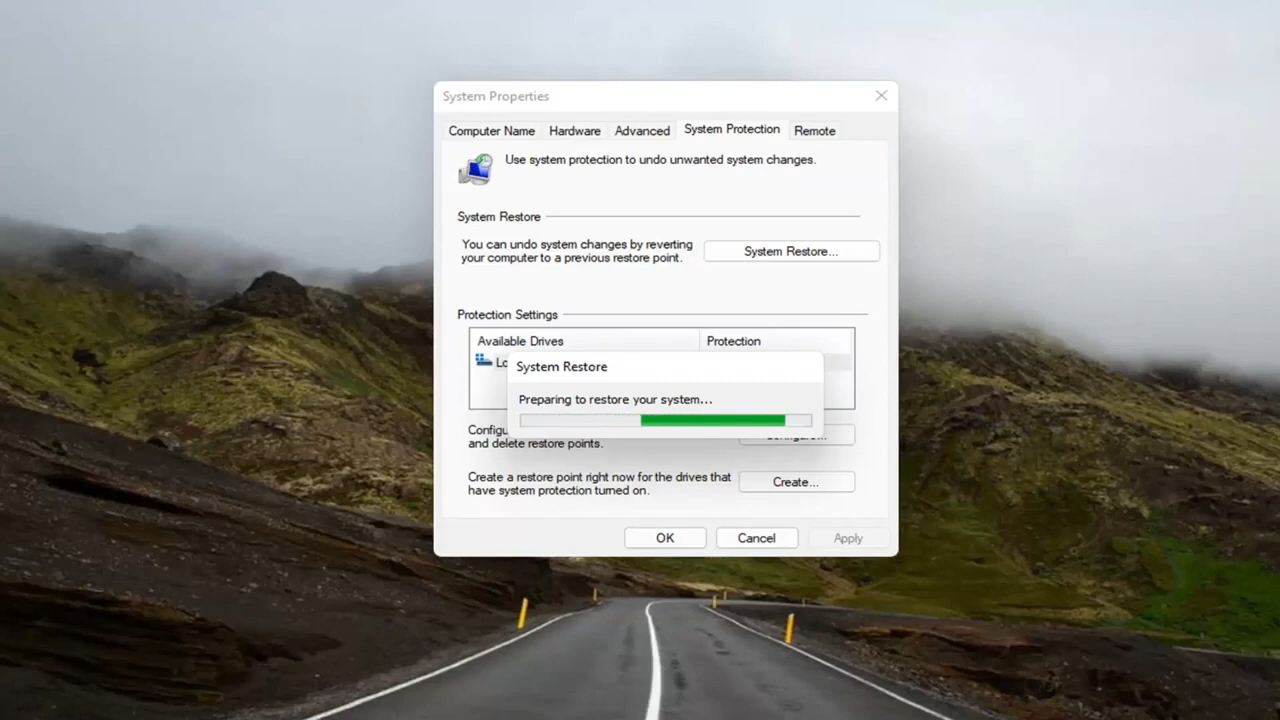 System Properties
Computer Name Hardware Advanced System Protection Remote
Use system protection to undo unwanted system changes.
System Restore
You can undo system changes by reverting
your computer to a previous restore point.
System Restore...
Protection Settings
Available Drives Protection
Lo
System Restore
Preparing to restore your system...
Configu
and delete restore points.
Configure...
Create a restore point right now for the drives that
have system protection turned on.
Create...
OK Cancel Apply